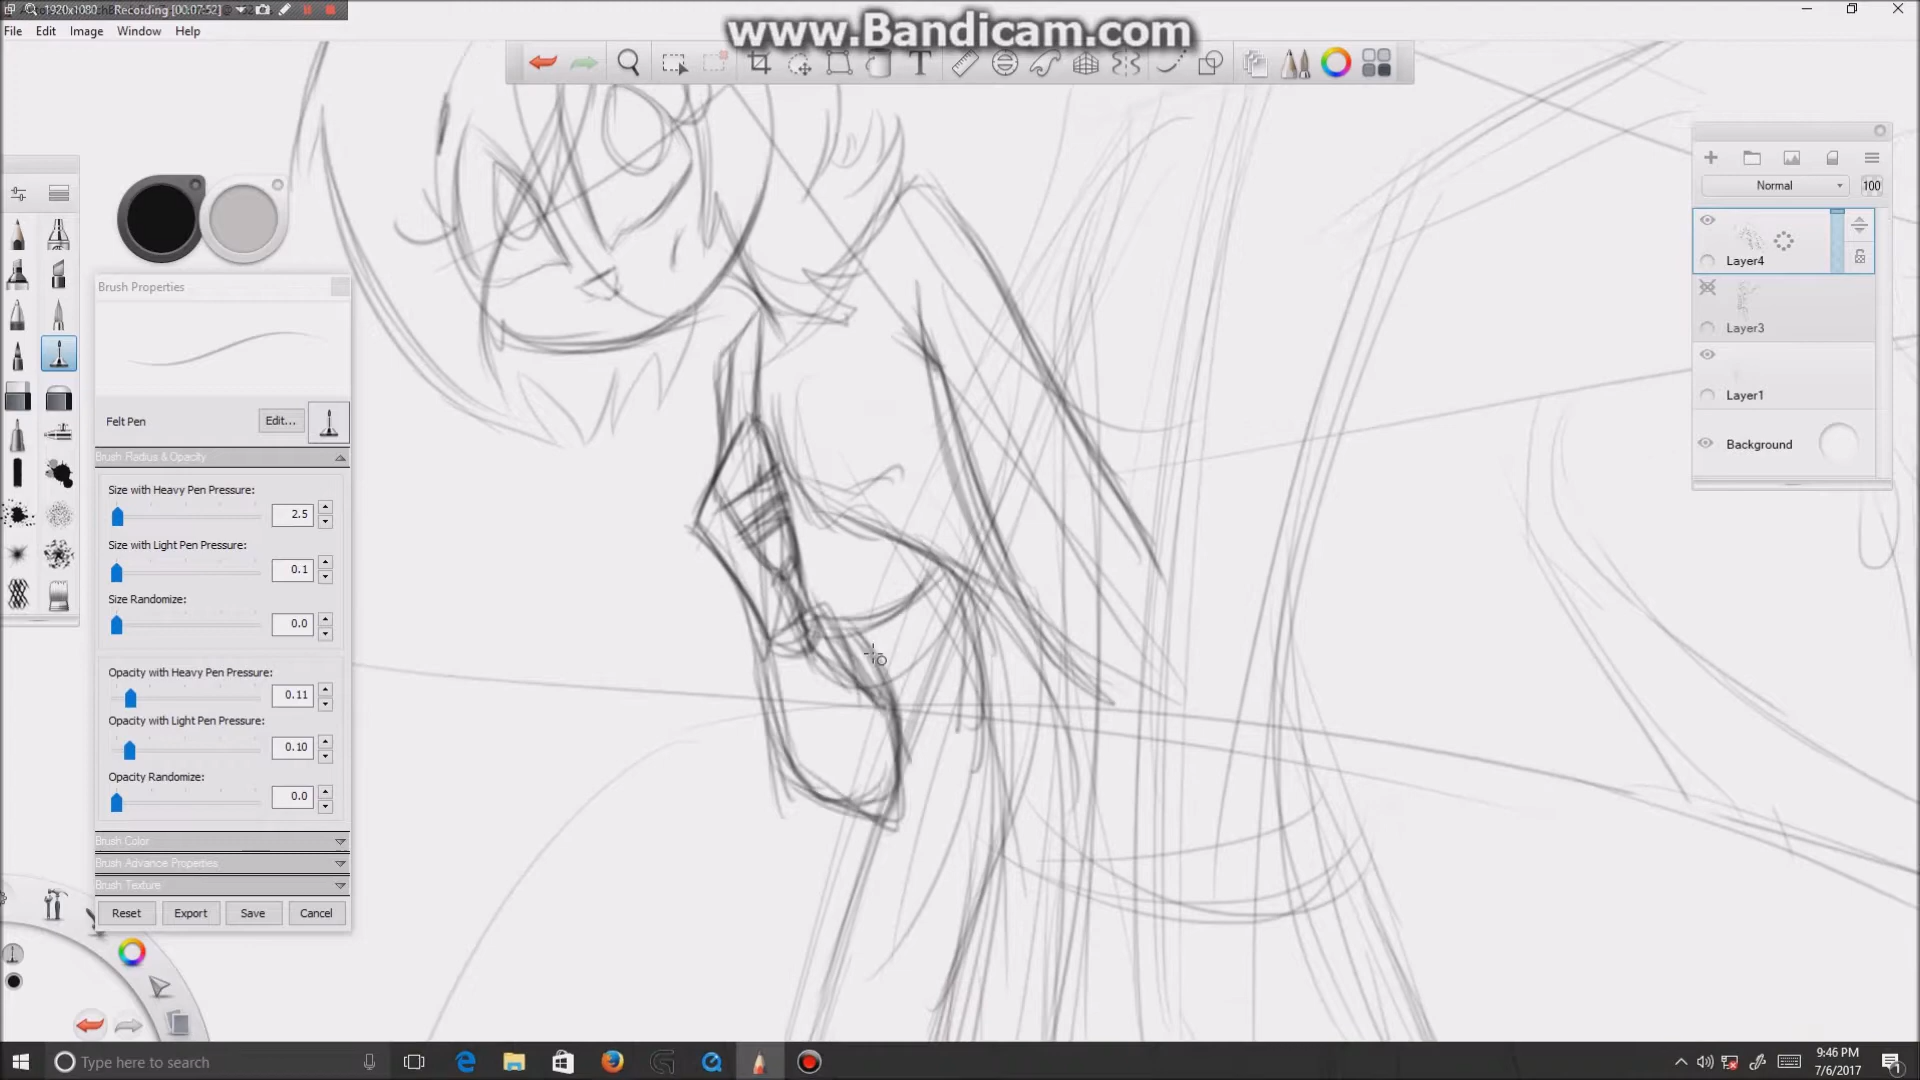 1920x1080 Recording [00:07:52]
www.Bandicam.com
File Edit Image Window Help
Brush Properties
Felt Pen Edit...
Brush Radius & Opacity
Size with Heavy Pen Pressure:
2.5
Size with Light Pen Pressure:
0.1
Size Randomize:
0.0
Opacity with Heavy Pen Pressure:
0.11
Opacity with Light Pen Pressure:
0.10
Opacity Randomize:
0.0
Brush Color
Brush Advance Properties
Brush Texture
Reset Export Save Cancel
Normal 100
Layer4
Layer3
Layer1
Background
Type here to search
9:46 PM
7/6/2017
1